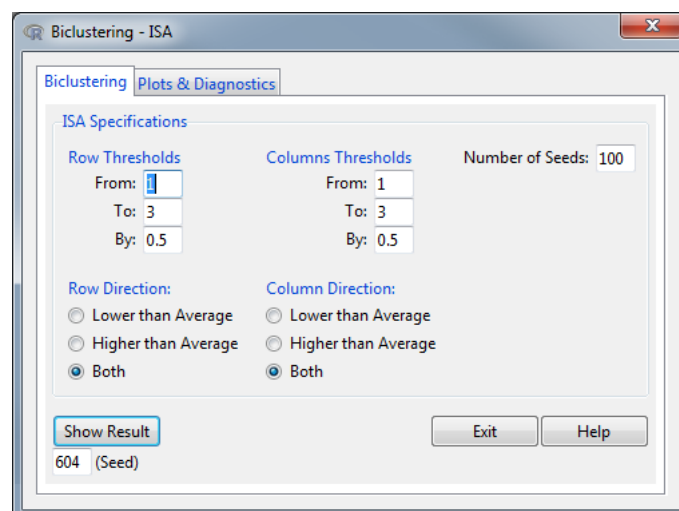 Biclustering - ISA
Biclustering Plots & Diagnostics
ISA Specifications
Row Thresholds Columns Thresholds Number of Seeds: 100
From: 1 From: 1
To: 3 To: 3
By: 0.5 By: 0.5
Row Direction: Column Direction:
Lower than Average Lower than Average
Higher than Average Higher than Average
Both Both
Show Result Exit Help
604 (Seed)